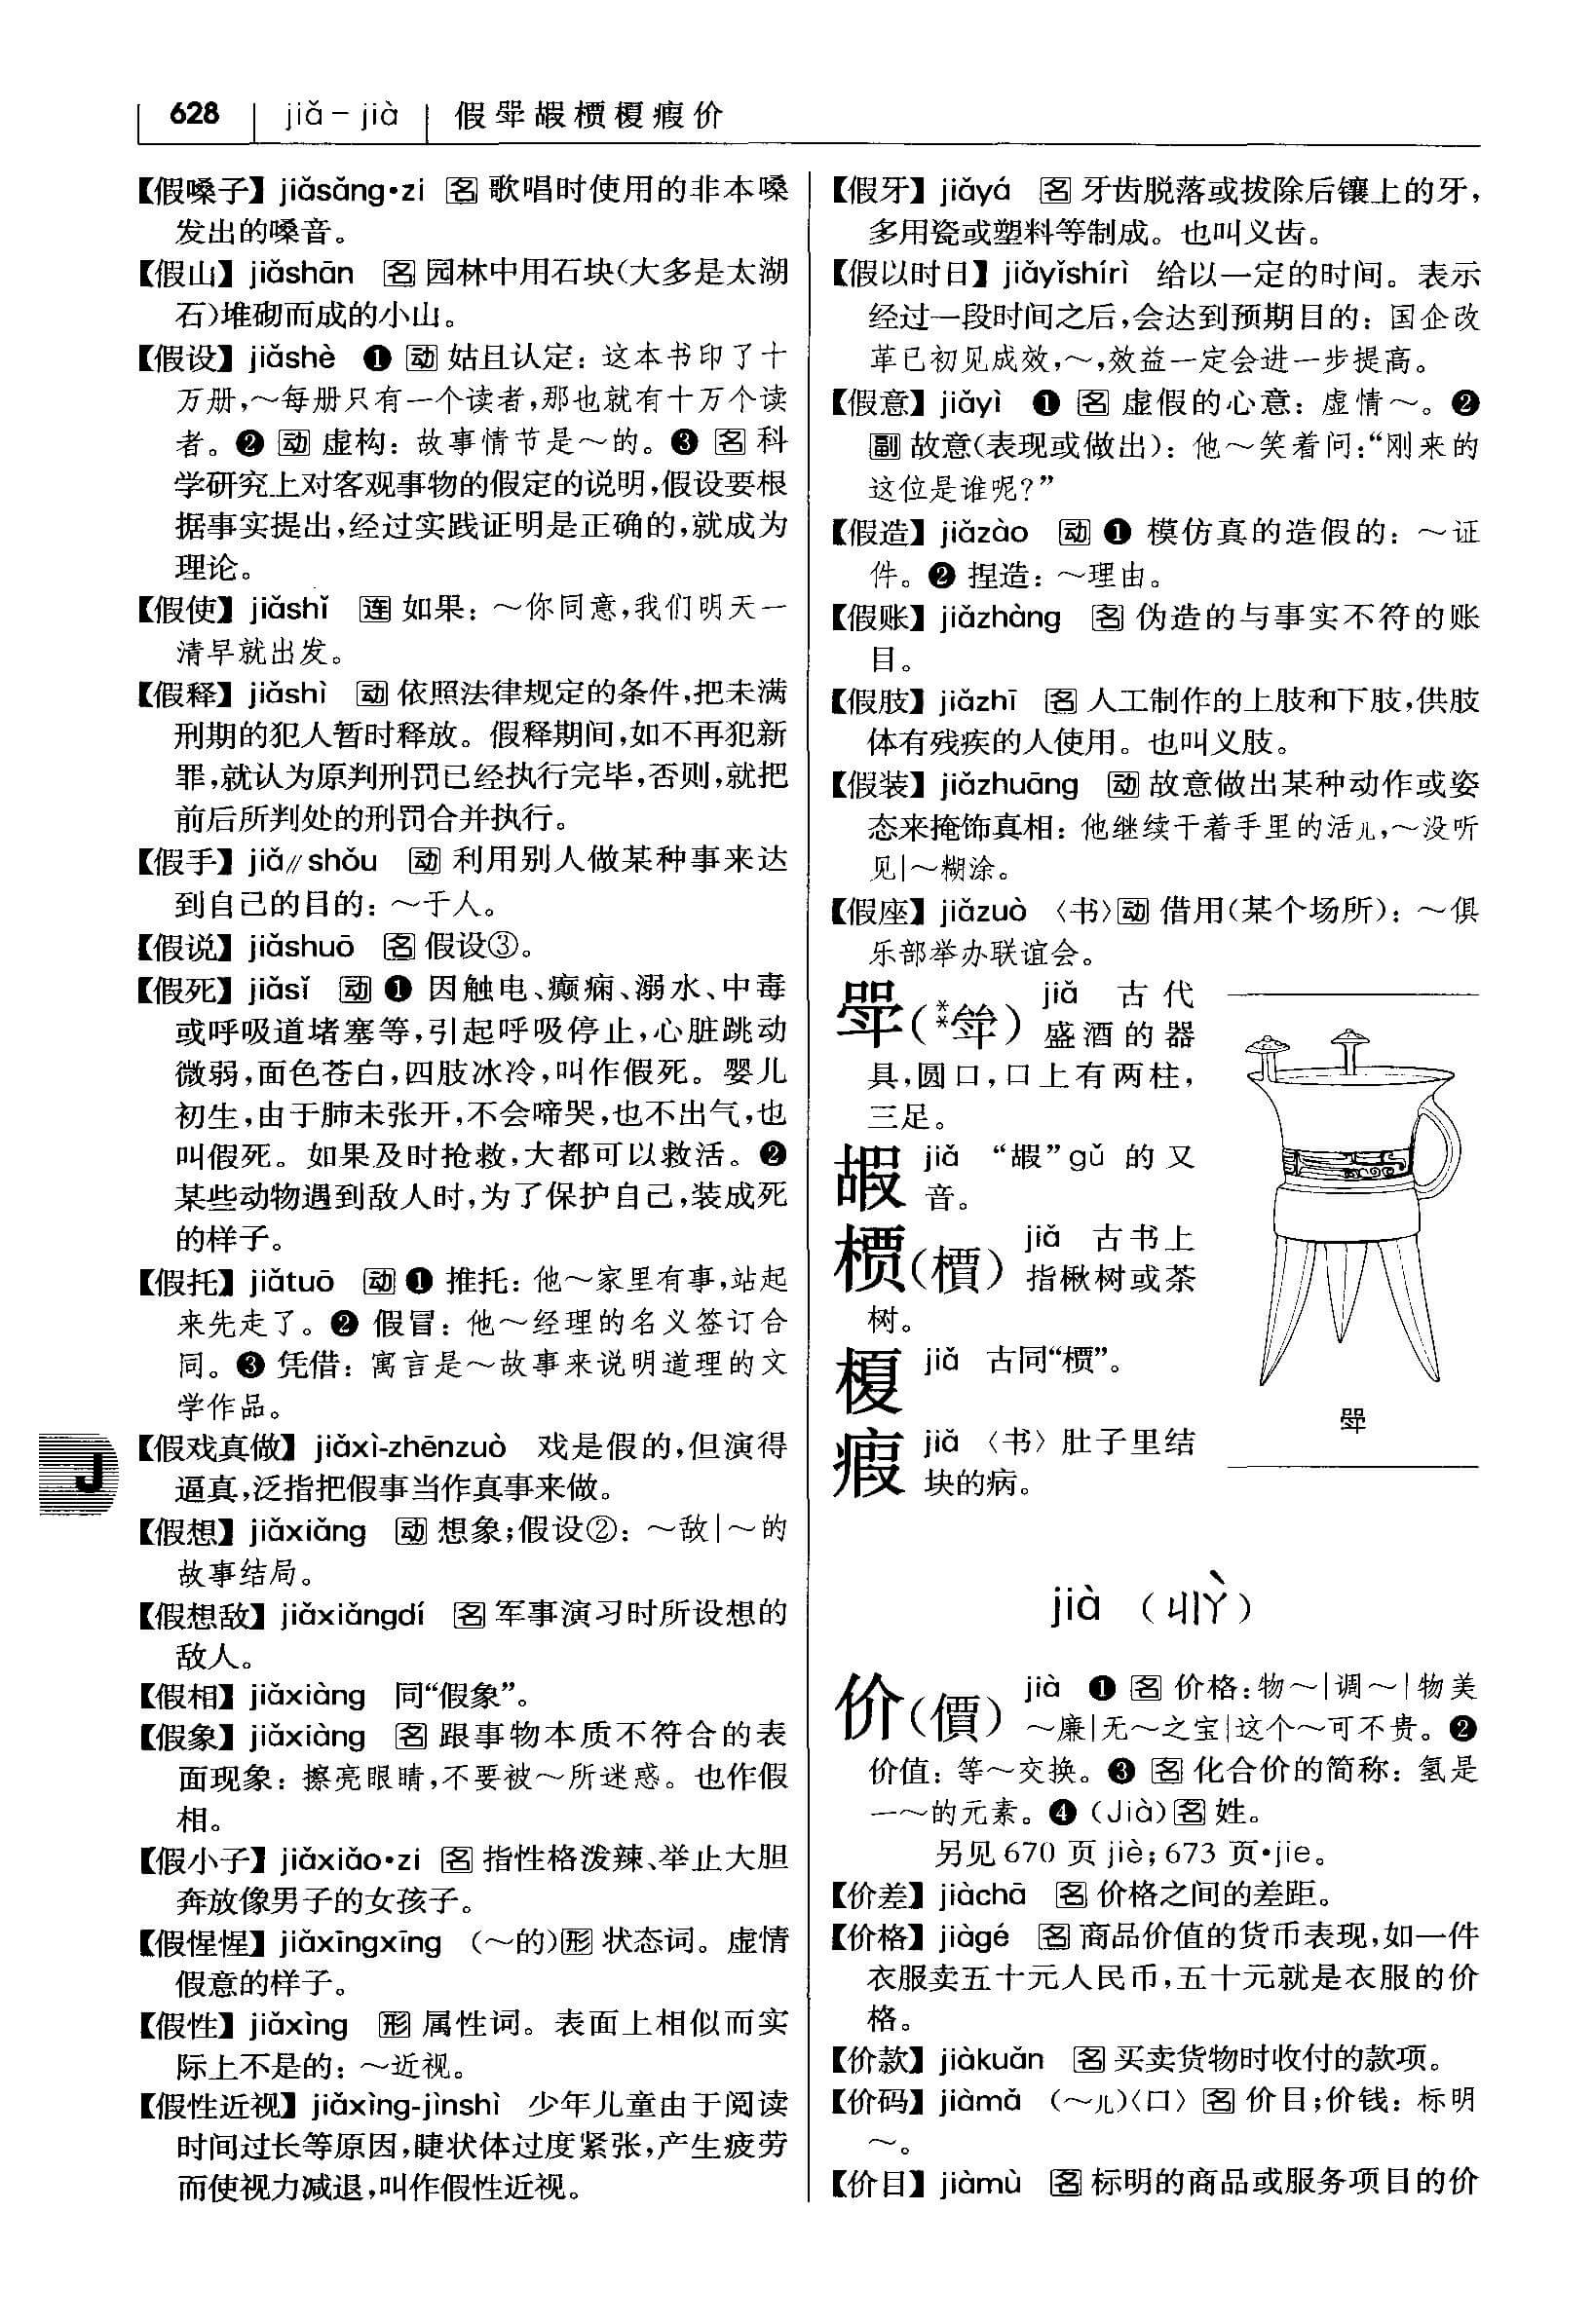 628 jiǎ－jià 假斝嘏槚榎瘕价
【假嗓子】jiǎsǎng•zi 名 歌唱时使用的非本嗓
发出的嗓音。
【假山】jiǎshān 名 园林中用石块(大多是太湖
石)堆砌而成的小山。
【假设】jiǎshè ❶ 动 姑且认定：这本书印了十
万册,～每册只有一个读者,那也就有十万个读
者。❷ 动 虚构：故事情节是～的。❸ 名 科
学研究上对客观事物的假定的说明,假设要根
据事实提出,经过实践证明是正确的,就成为
理论。
【假使】jiǎshǐ 连 如果：～你同意,我们明天一
清早就出发。
【假释】jiǎshì 动 依照法律规定的条件,把未满
刑期的犯人暂时释放。假释期间,如不再犯新
罪,就认为原判刑罚已经执行完毕,否则,就把
前后所判处的刑罚合并执行。
【假手】jiǎ∥shǒu 动 利用别人做某种事来达
到自己的目的：～于人。
【假说】jiǎshuō 名 假设③。
【假死】jiǎsǐ 动 ❶ 因触电、癫痫、溺水、中毒
或呼吸道堵塞等,引起呼吸停止,心脏跳动
微弱,面色苍白,四肢冰冷,叫作假死。婴儿
初生,由于肺未张开,不会啼哭,也不出气,也
叫假死。如果及时抢救,大都可以救活。❷
某些动物遇到敌人时,为了保护自己,装成死
的样子。
【假托】jiǎtuō 动 ❶ 推托：他～家里有事,站起
来先走了。❷ 假冒：他～经理的名义签订合
同。❸ 凭借：寓言是～故事来说明道理的文
学作品。
【假戏真做】jiǎxì-zhēnzuò 戏是假的,但演得
逼真,泛指把假事当作真事来做。
J
【假想】jiǎxiǎng 动 想象;假设②：～敌|～的
故事结局。
【假想敌】jiǎxiǎngdí 名 军事演习时所设想的
敌人。
【假相】jiǎxiàng 同“假象”。
【假象】jiǎxiàng 名 跟事物本质不符合的表
面现象：擦亮眼睛,不要被～所迷惑。也作假
相。
【假小子】jiǎxiǎo•zi 名 指性格泼辣、举止大胆
奔放像男子的女孩子。
【假惺惺】jiǎxīngxīng (～的)形 状态词。虚情
假意的样子。
【假性】jiǎxìng 形 属性词。表面上相似而实
际上不是的：～近视。
【假性近视】jiǎxìng-jìnshì 少年儿童由于阅读
时间过长等原因,睫状体过度紧张,产生疲劳
而使视力减退,叫作假性近视。
【假牙】jiǎyá 名 牙齿脱落或拔除后镶上的牙,
多用瓷或塑料等制成。也叫义齿。
【假以时日】jiǎyǐshírì 给以一定的时间。表示
经过一段时间之后,会达到预期目的：国企改
革已初见成效,～,效益一定会进一步提高。
【假意】jiǎyì ❶ 名 虚假的心意：虚情～。❷
副 故意(表现或做出)：他～笑着问:“刚来的
这位是谁呢?”
【假造】jiǎzào 动 ❶ 模仿真的造假的：～证
件。❷ 捏造：～理由。
【假账】jiǎzhàng 名 伪造的与事实不符的账
目。
【假肢】jiǎzhī 名 人工制作的上肢和下肢,供肢
体有残疾的人使用。也叫义肢。
【假装】jiǎzhuāng 动 故意做出某种动作或姿
态来掩饰真相：他继续干着手里的活儿,～没听
见|～糊涂。
【假座】jiǎzuò 〈书〉动 借用(某个场所)：～俱
乐部举办联谊会。
斝(**斚) jiǎ 古代
盛酒的器
具,圆口,口上有两柱,
三足。
嘏 jiǎ “嘏”gǔ 的又
音。
槚(檟) jiǎ 古书上
指楸树或茶
树。
榎 jiǎ 古同“槚”。
瘕 jiǎ 〈书〉肚子里结
块的病。
斝
jià (ㄐㄧㄚˋ)
价(價) jià ❶ 名 价格:物～|调～|物美
～廉|无～之宝|这个～可不贵。❷
价值：等～交换。❸ 名 化合价的简称：氢是
一～的元素。❹ (Jià)名 姓。
另见 670 页 jiè; 673 页•jie。
【价差】jiàchā 名 价格之间的差距。
【价格】jiàgé 名 商品价值的货币表现,如一件
衣服卖五十元人民币,五十元就是衣服的价
格。
【价款】jiàkuǎn 名 买卖货物时收付的款项。
【价码】jiàmǎ (～儿)〈口〉名 价目;价钱：标明
～。
【价目】jiàmù 名 标明的商品或服务项目的价